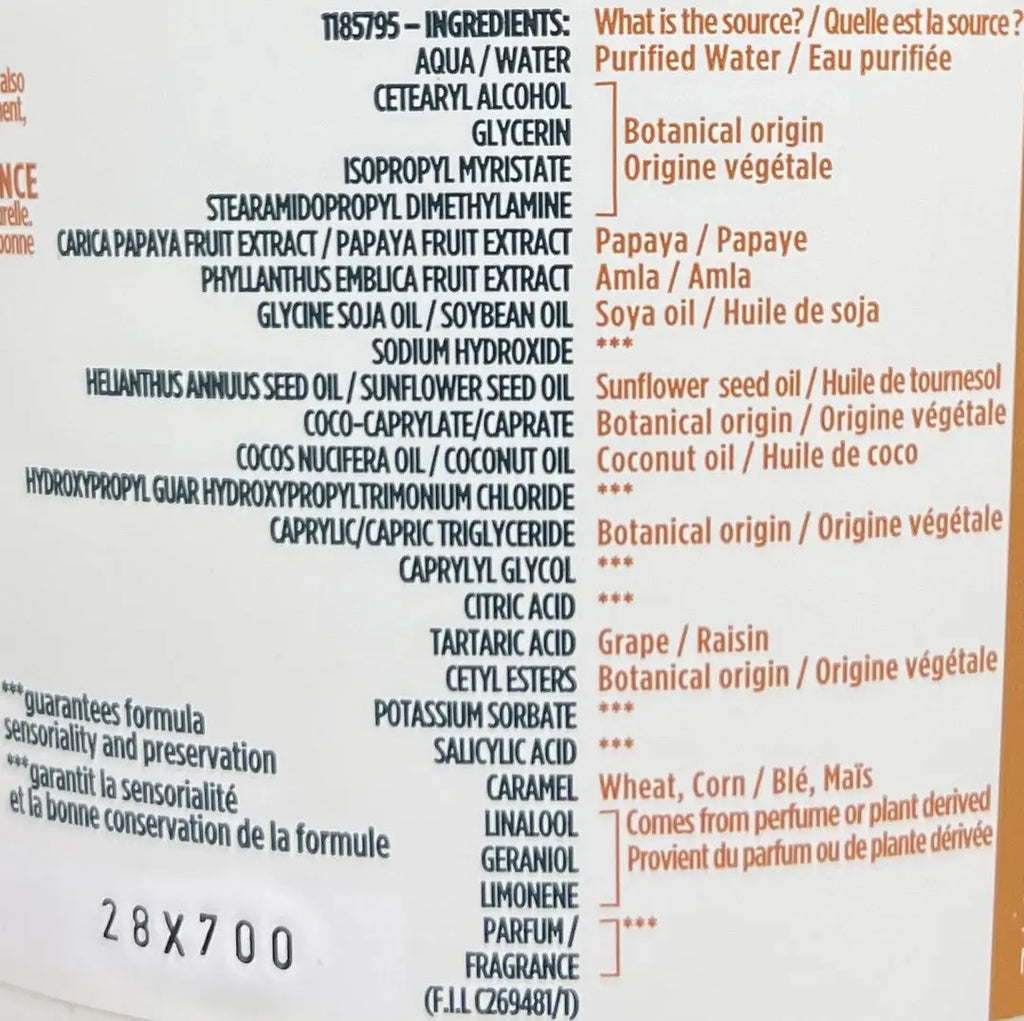 1185795 – INGREDIENTS: What is the source? / Quelle est la source?
AQUA / WATER Purified Water / Eau purifiée
also
CETEARYL ALCOHOL
GLYCERIN Botanical origin
ISOPROPYL MYRISTATE Origine végétale
STEARAMIDOPROPYL DIMETHYLAMINE
CARICA PAPAYA FRUIT EXTRACT / PAPAYA FRUIT EXTRACT Papaya / Papaye
PHYLLANTHUS EMBLICA FRUIT EXTRACT Amla / Amla
GLYCINE SOJA OIL / SOYBEAN OIL Soya oil / Huile de soja
SODIUM HYDROXIDE ***
HELIANTHUS ANNUUS SEED OIL / SUNFLOWER SEED OIL Sunflower seed oil / Huile de tournesol
COCO-CAPRYLATE/CAPRATE Botanical origin / Origine végétale
COCOS NUCIFERA OIL / COCONUT OIL Coconut oil / Huile de coco
HYDROXYPROPYL GUAR HYDROXYPROPYLTRIMONIUM CHLORIDE ***
CAPRYLIC/CAPRIC TRIGLYCERIDE Botanical origin / Origine végétale
CAPRYLYL GLYCOL ***
CITRIC ACID ***
TARTARIC ACID Grape / Raisin
CETYL ESTERS Botanical origin / Origine végétale
POTASSIUM SORBATE ***
SALICYLIC ACID ***
CARAMEL Wheat, Corn / Blé, Maïs
LINALOOL Comes from perfume or plant derived
GERANIOL Provient du parfum ou de plante dérivée
LIMONENE
PARFUM / ***
FRAGRANCE
(F.I.L C269481/1)
***guarantees formula
sensoriality and preservation
***garantit la sensorialité
et la bonne conservation de la formule
28X700